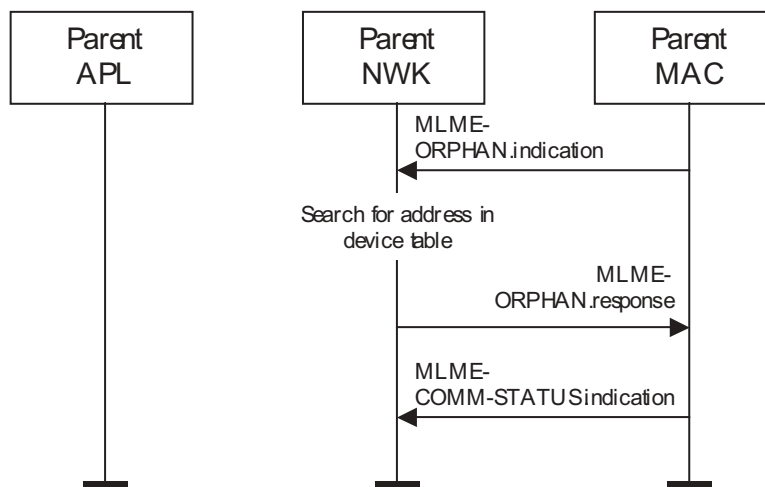 Parent
APL
Parent
NWK
Parent
MAC
MLME-
ORPHAN.indication
Search for address in
device table
MLME-
ORPHAN.response
MLME-
COMM-STATUS indication